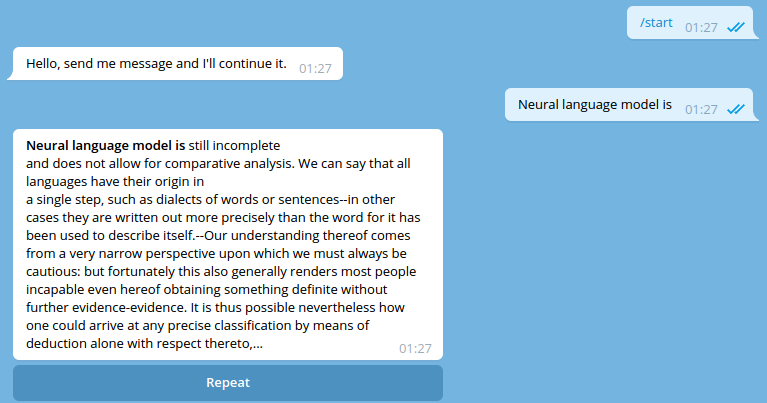 /start 01:27
Hello, send me message and I'll continue it. 01:27
Neural language model is 01:27
Neural language model is still incomplete
and does not allow for comparative analysis. We can say that all
languages have their origin in
a single step, such as dialects of words or sentences--in other
cases they are written out more precisely than the word for it has
been used to describe itself.--Our understanding thereof comes
from a very narrow perspective upon which we must always be
cautious: but fortunately this also generally renders most people
incapable even hereof obtaining something definite without
further evidence-evidence. It is thus possible nevertheless how
one could arrive at any precise classification by means of
deduction alone with respect thereto,...
01:27
Repeat